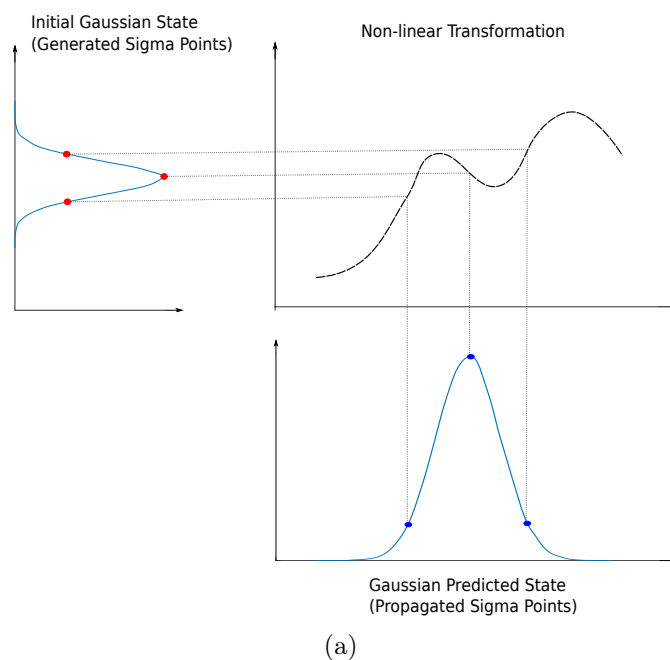 Initial Gaussian State
(Generated Sigma Points)
Non-linear Transformation
Gaussian Predicted State
(Propagated Sigma Points)
(a)